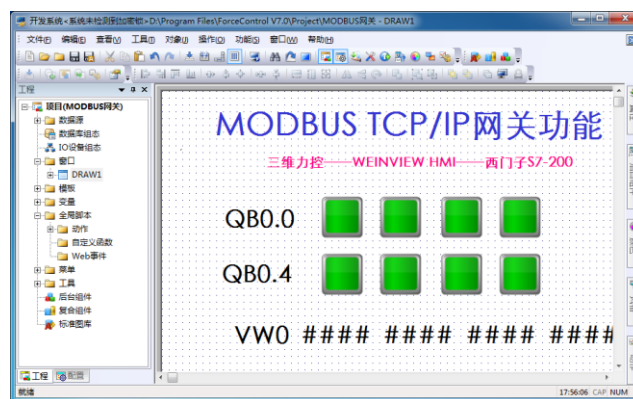 开发系统<系统未检测到加密锁>D:\Program Files\ForceControl V7.0\Project\MODBUS网关 - DRAW1
文件(F) 编辑(E) 查看(V) 工具(T) 对象(J) 操作(O) 功能(S) 窗口(W) 帮助(H)
工程
项目(MODBUS网关)
数据源
数据库组态
IO设备组态
窗口
DRAW1
模板
变量
全局脚本
动作
自定义函数
Web事件
菜单
工具
后台组件
复合组件
标准图库
工程 配置
MODBUS TCP/IP网关功能
三维力控——WEINVIEW HMI——西门子S7-200
QB0.0
QB0.4
VW0 #### #### #### ####
就绪
17:56:06 CAP NUM